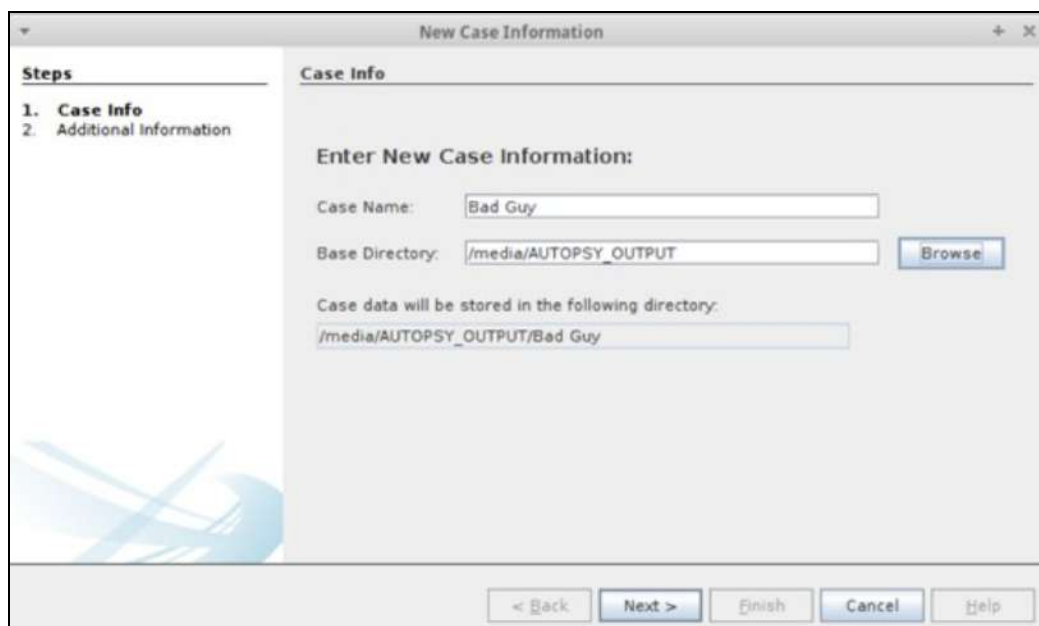 New Case Information
Steps
1. Case Info
2. Additional Information
Case Info
Enter New Case Information:
Case Name: Bad Guy
Base Directory: /media/AUTOPSY_OUTPUT Browse
Case data will be stored in the following directory:
/media/AUTOPSY_OUTPUT/Bad Guy
< Back Next > Finish Cancel Help